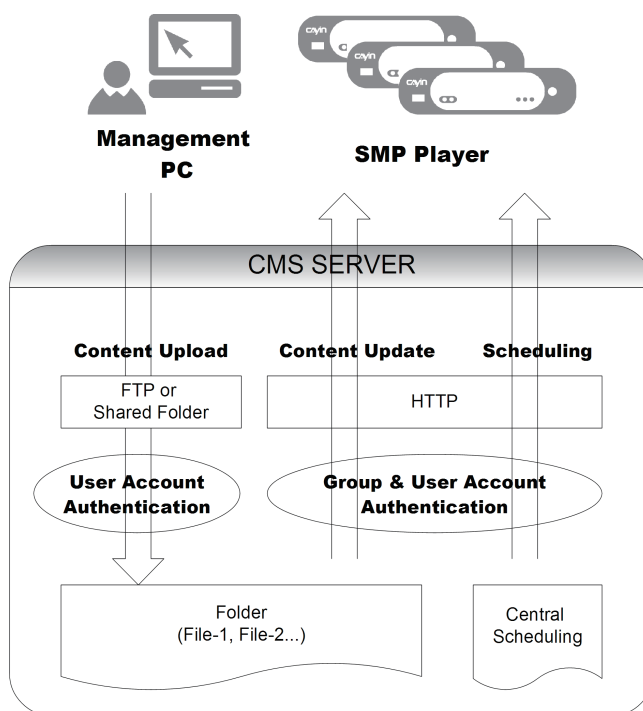 CAYIN
CAYIN
CAYIN
Management
PC
SMP Player
CMS SERVER
Content Upload
Content Update
Scheduling
FTP or
Shared Folder
HTTP
User Account
Authentication
Group & User Account
Authentication
Folder
(File-1, File-2...)
Central
Scheduling